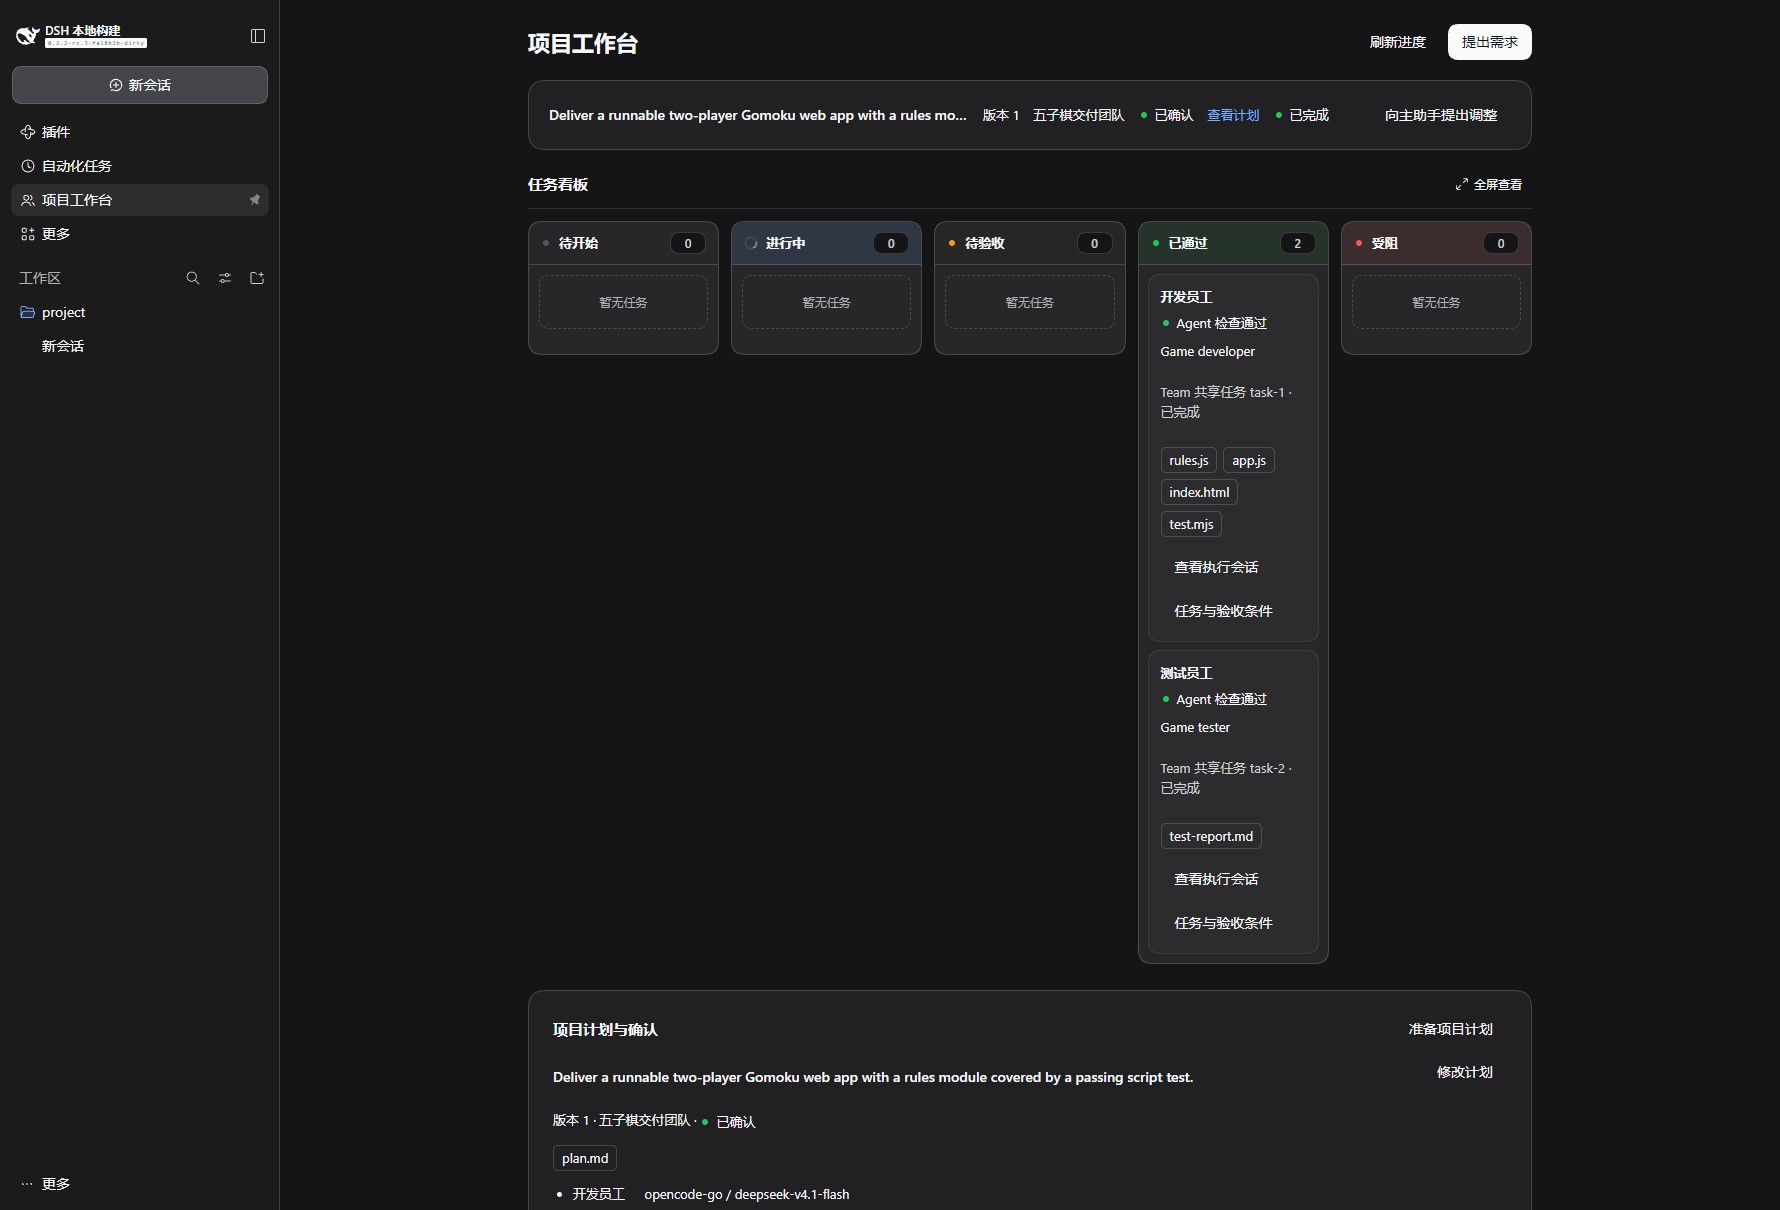 DSH 本地构建
新会话
插件
自动化任务
项目工作台
更多
工作区
project
新会话
更多
项目工作台
刷新进度
提出需求
Deliver a runnable two-player Gomoku web app with a rules mo...
版本 1
五子棋交付团队
已确认
查看计划
已完成
向主助手提出调整
任务看板
全屏查看
待开始 0
暂无任务
进行中 0
暂无任务
待验收 0
暂无任务
已通过 2
开发员工
Agent 检查通过
Game developer
Team 共享任务 task-1 ·
已完成
rules.js app.js
index.html
test.mjs
查看执行会话
任务与验收条件
测试员工
Agent 检查通过
Game tester
Team 共享任务 task-2 ·
已完成
test-report.md
查看执行会话
任务与验收条件
受阻 0
暂无任务
项目计划与确认
准备项目计划
Deliver a runnable two-player Gomoku web app with a rules module covered by a passing script test.
修改计划
版本 1 · 五子棋交付团队 · 已确认
plan.md
开发员工 opencode-go / deepseek-v4.1-flash